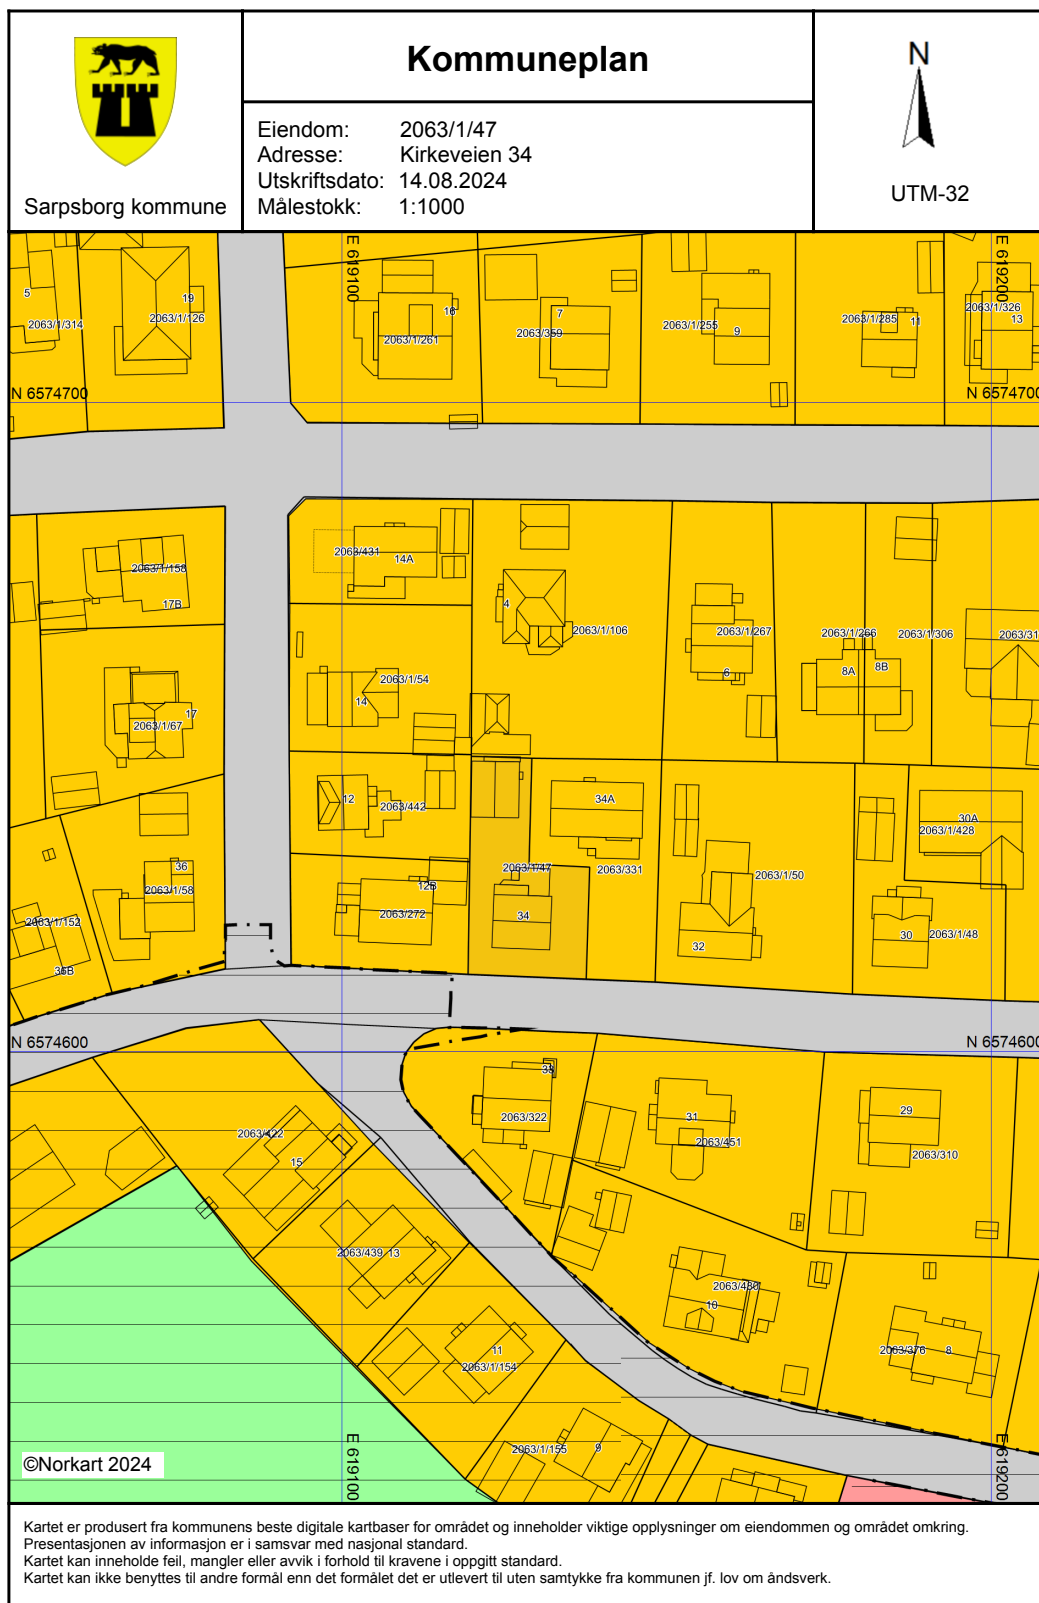 Kommuneplan
Eiendom: 2063/1/47
Adresse: Kirkeveien 34
Utskriftsdato: 14.08.2024
Målestokk: 1:1000
Sarpsborg kommune
N
UTM-32
E 619100
E 619200
5
2063/1/314
19
2063/1/126
16
2063/1/261
7
2063/359
2063/1/255
9
2063/1/285
11
2063/1/326
13
N 6574700
N 6574700
2063/431
14A
2063/1/158
17B
4
2063/1/106
2063/1/267
6
2063/1/266
8A
8B
2063/1/306
2063/31
2063/1/54
14
17
2063/1/67
12
2063/442
34A
30A
2063/1/428
36
2063/1/58
12B
2063/272
2063/1/47
34
2063/331
2063/1/50
32
30
2063/1/48
2063/1/152
N 6574600
N 6574600
33
2063/322
31
2063/451
29
2063/310
2063/422
15
2063/439
13
10
11
2063/1/154
2063/376
8
2063/1/155
9
E 619100
E 619200
©Norkart 2024
Kartet er produsert fra kommunens beste digitale kartbaser for området og inneholder viktige opplysninger om eiendommen og området omkring.
Presentasjonen av informasjon er i samsvar med nasjonal standard.
Kartet kan inneholde feil, mangler eller avvik i forhold til kravene i oppgitt standard.
Kartet kan ikke benyttes til andre formål enn det formålet det er utlevert til uten samtykke fra kommunen jf. lov om åndsverk.